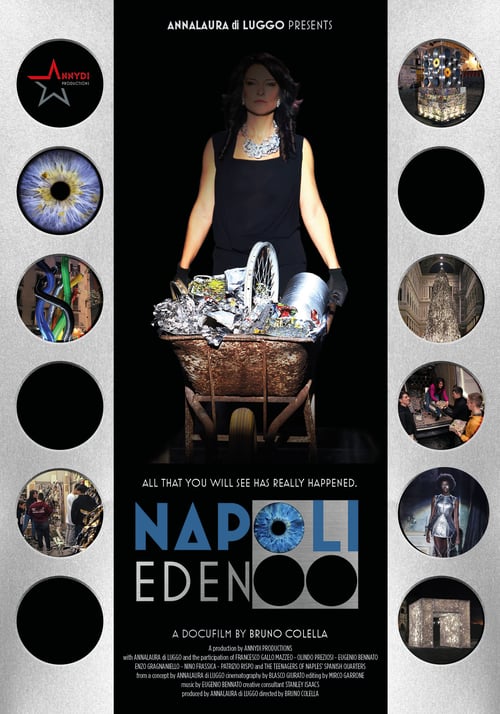 ANNALAURA di LUGGO PRESENTS
ANNYDI
PRODUCTIONS
ALL THAT YOU WILL SEE HAS REALLY HAPPENED.
NAPOLI
EDEN
A DOCUFILM BY BRUNO COLELLA
A production by ANNYDI PRODUCTIONS
with ANNALAURA di LUGGO and the participation of FRANCESCO GALLO MAZZEO - OLINDO PREZIOSI - EUGENIO BENNATO
ENZO GRAGNANIELLO - NINO FRASSICA - PATRIZIO RISPO and THE TEENAGERS OF NAPLES' SPANISH QUARTERS
from a concept by ANNALAURA di LUGGO cinematography by BLASCO GIURATO editing by MIRCO GARRONE
music by EUGENIO BENNATO creative consultant STANLEY ISAACS
produced by ANNALAURA di LUGGO directed by BRUNO COLELLA